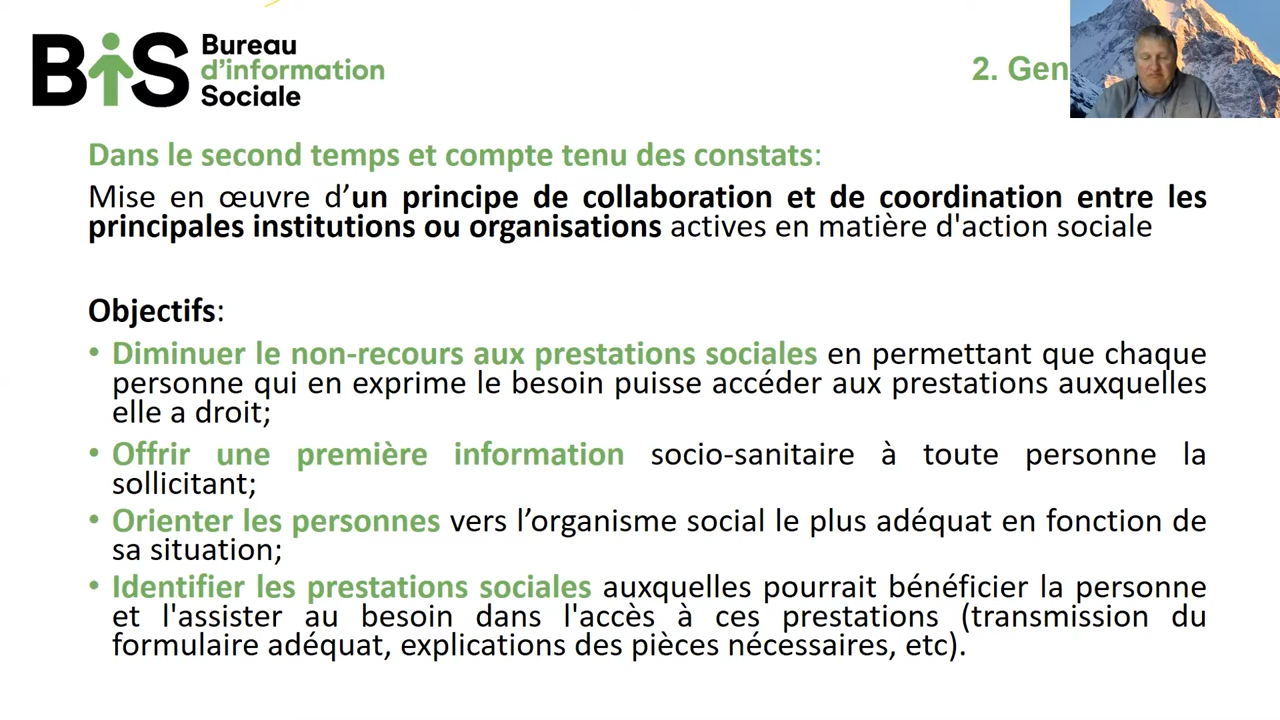 BiS
Bureau
d'information
Sociale
2. Gen
Dans le second temps et compte tenu des constats:
Mise en œuvre d’un principe de collaboration et de coordination entre les
principales institutions ou organisations actives en matière d'action sociale
Objectifs:
• Diminuer le non-recours aux prestations sociales en permettant que chaque
personne qui en exprime le besoin puisse accéder aux prestations auxquelles
elle a droit;
• Offrir une première information socio-sanitaire à toute personne la
sollicitant;
• Orienter les personnes vers l’organisme social le plus adéquat en fonction de
sa situation;
• Identifier les prestations sociales auxquelles pourrait bénéficier la personne
et l'assister au besoin dans l'accès à ces prestations (transmission du
formulaire adéquat, explications des pièces nécessaires, etc).